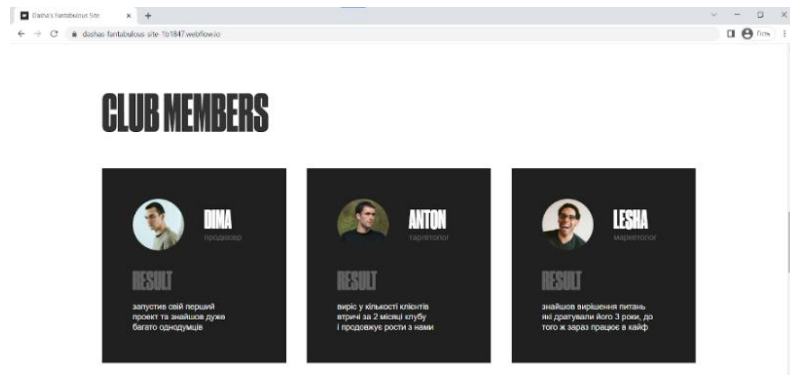 Dasha's Fantabulous Site
dashas-fantabulous-site-1b1847.webflow.io
Гість
CLUB MEMBERS
DIMA
продюсер
ANTON
таргетолог
LESHA
маркетолог
RESULT
RESULT
RESULT
запустив свій перший
проект та знайшов дуже
багато однодумців
виріс у кількості клієнтів
втричі за 2 місяці клубу
і продовжує рости з нами
знайшов вирішення питань
які дратували його 3 роки, до
того ж зараз працює в кайф